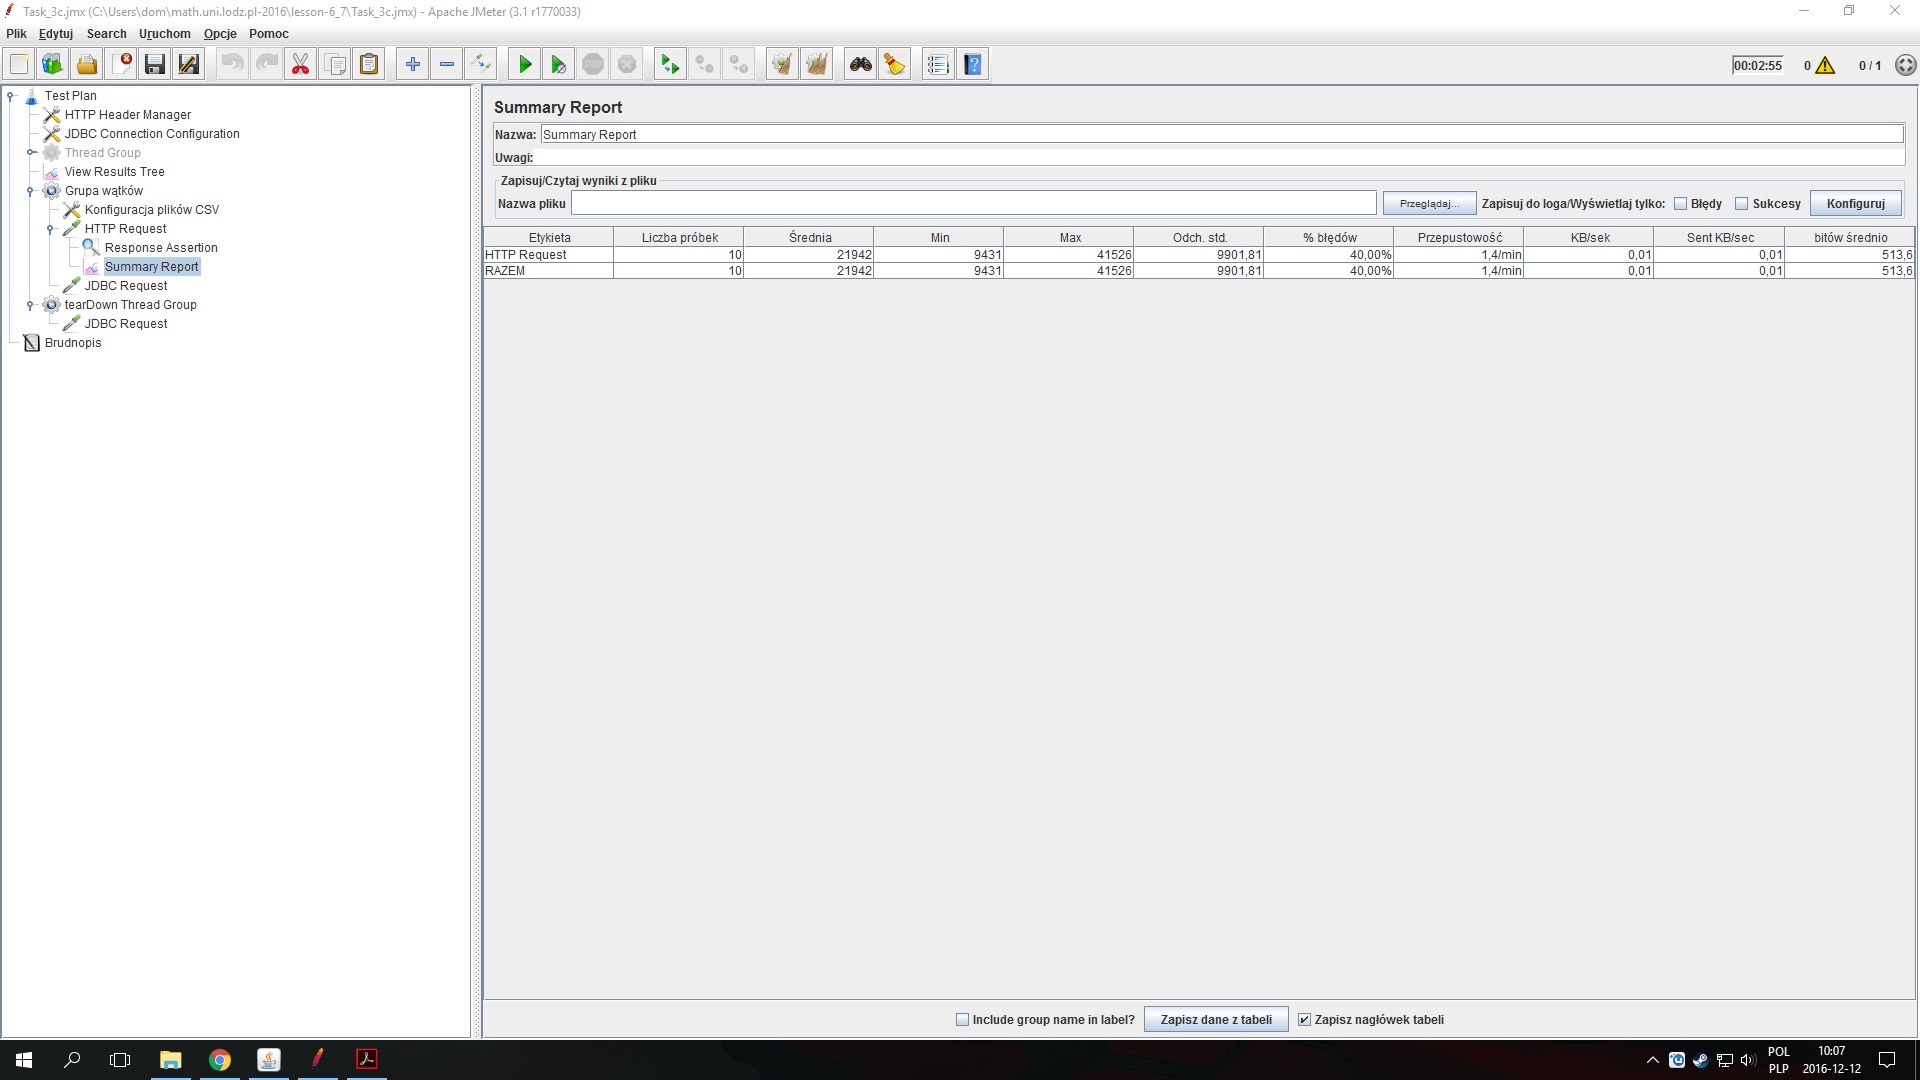 Task_3c.jmx (C:\Users\dom\math.uni.lodz.pl-2016\lesson-6_7\Task_3c.jmx) - Apache JMeter (3.1 r1770033)
Plik Edytuj Search Uruchom Opcje Pomoc
00:02:55 0 0 / 1
Test Plan
HTTP Header Manager
JDBC Connection Configuration
Thread Group
View Results Tree
Grupa wątków
Konfiguracja plików CSV
HTTP Request
Response Assertion
Summary Report
JDBC Request
tearDown Thread Group
JDBC Request
Brudnopis
Summary Report
Nazwa: Summary Report
Uwagi:
Zapisuj/Czytaj wyniki z pliku
Nazwa pliku Przeglądaj... Zapisuj do loga/Wyświetlaj tylko: Błędy Sukcesy Konfiguruj
Etykieta Liczba próbek Średnia Min Max Odch. std. % błędów Przepustowość KB/sek Sent KB/sec bitów średnio
HTTP Request 10 21942 9431 41526 9901,81 40,00% 1,4/min 0,01 0,01 513,6
RAZEM 10 21942 9431 41526 9901,81 40,00% 1,4/min 0,01 0,01 513,6
Include group name in label? Zapisz dane z tabeli Zapisz nagłówek tabeli
POL 10:07
PLP 2016-12-12